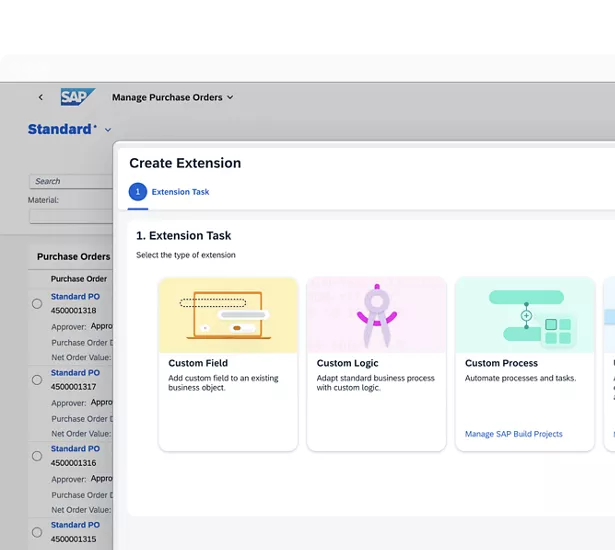 SAP
Manage Purchase Orders
Standard*
Search
Material:
Purchase Orders
Purchase Order
Standard PO
4500001318
Approver:
Purchase Order
Net Order Value:
Standard PO
4500001317
Approver:
Purchase Order
Net Order Value:
Standard PO
4500001316
Approver:
Purchase Order
Net Order Value:
Standard PO
4500001315
Create Extension
1 Extension Task
1. Extension Task
Select the type of extension
Custom Field
Add custom field to an existing
business object.
Custom Logic
Adapt standard business process
with custom logic.
Custom Process
Automate processes and tasks.
Manage SAP Build Projects